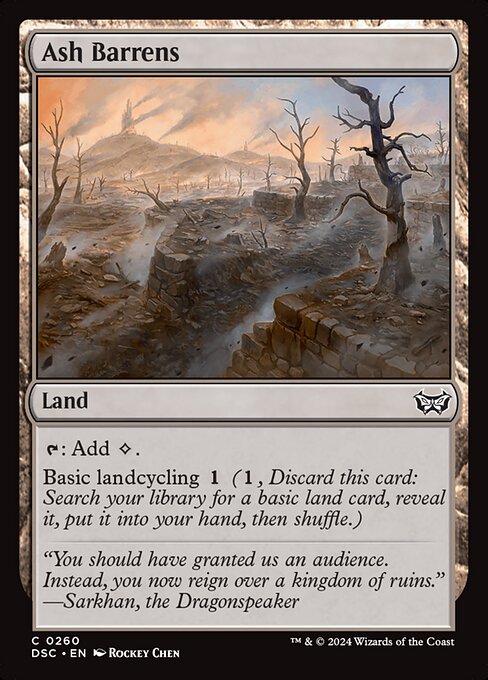 Ash Barrens
Land
: Add .
Basic landcycling 1 (1, Discard this card:
Search your library for a basic land card, reveal
it, put it into your hand, then shuffle.)
“You should have granted us an audience.
Instead, you now reign over a kingdom of ruins.”
—Sarkhan, the Dragonspeaker
C 0260
DSC • EN Rockey Chen
™ & © 2024 Wizards of the Coast